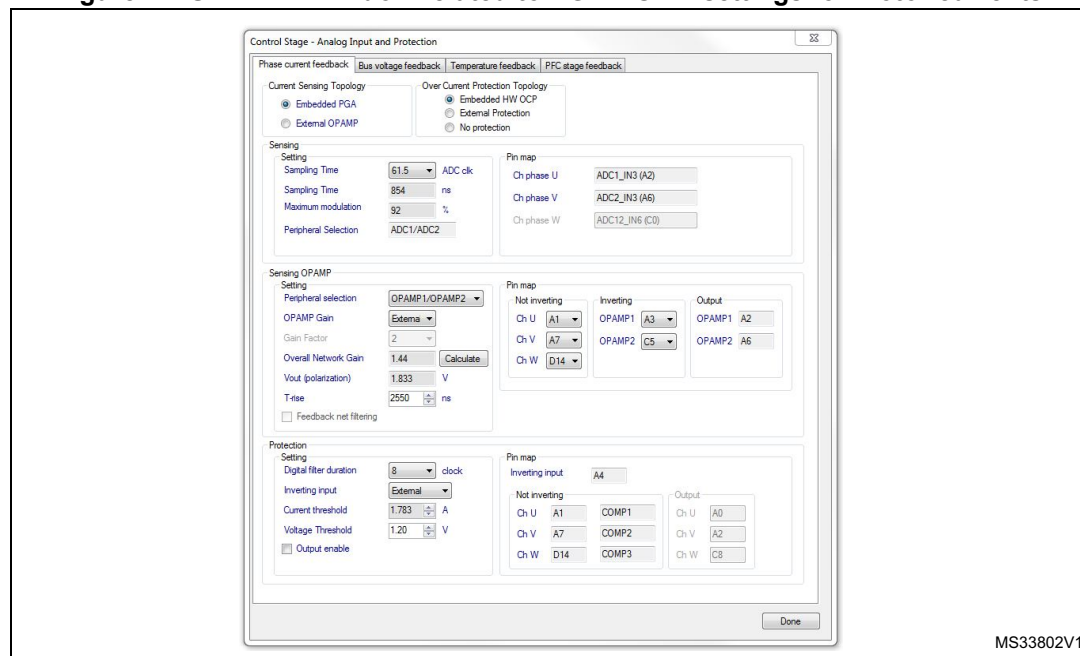 Control Stage - Analog Input and Protection
Phase current feedback Bus voltage feedback Temperature feedback PFC stage feedback
Current Sensing Topology
Embedded PGA
External OPAMP
Over Current Protection Topology
Embedded HW OCP
External Protection
No protection
Sensing
Setting
Sampling Time 61.5 ADC clk
Sampling Time 854 ns
Maximum modulation 92 %
Peripheral Selection ADC1/ADC2
Pin map
Ch phase U ADC1_IN3 (A2)
Ch phase V ADC2_IN3 (A6)
Ch phase W ADC12_IN6 (C0)
Sensing OPAMP
Setting
Peripheral selection OPAMP1/OPAMP2
OPAMP Gain Externa
Gain Factor 2
Overall Network Gain 1.44 Calculate
Vout (polarization) 1.833 V
T-rise 2550 ns
Feedback net filtering
Pin map
Not inverting
Ch U A1
Ch V A7
Ch W D14
Inverting
OPAMP1 A3
OPAMP2 C5
Output
OPAMP1 A2
OPAMP2 A6
Protection
Setting
Digital filter duration 8 clock
Inverting input External
Current threshold 1.783 A
Voltage Threshold 1.20 V
Output enable
Pin map
Inverting input A4
Not inverting
Ch U A1 COMP1
Ch V A7 COMP2
Ch W D14 COMP3
Output
Ch U A0
Ch V A2
Ch W C8
Done
MS33802V1